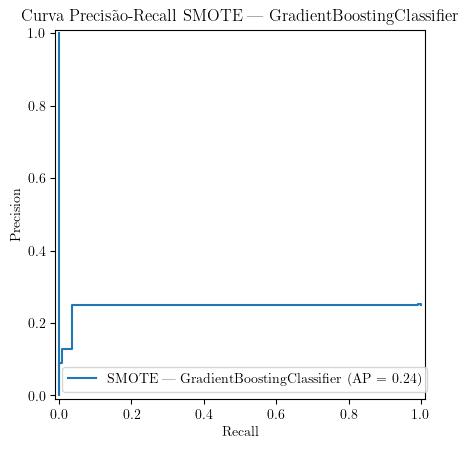 Curva Precisão-Recall SMOTE — GradientBoostingClassifier
1.0
0.8
0.6
0.4
0.2
0.0
Precision
SMOTE — GradientBoostingClassifier (AP = 0.24)
0.0 0.2 0.4 0.6 0.8 1.0
Recall